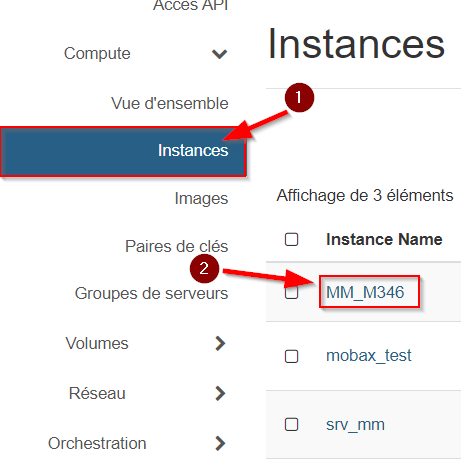 Accès API
Compute
Vue d'ensemble
Instances
Images
Paires de clés
Groupes de serveurs
Volumes
Réseau
Orchestration
Instances
1
Affichage de 3 éléments
Instance Name
2
MM_M346
mobax_test
srv_mm